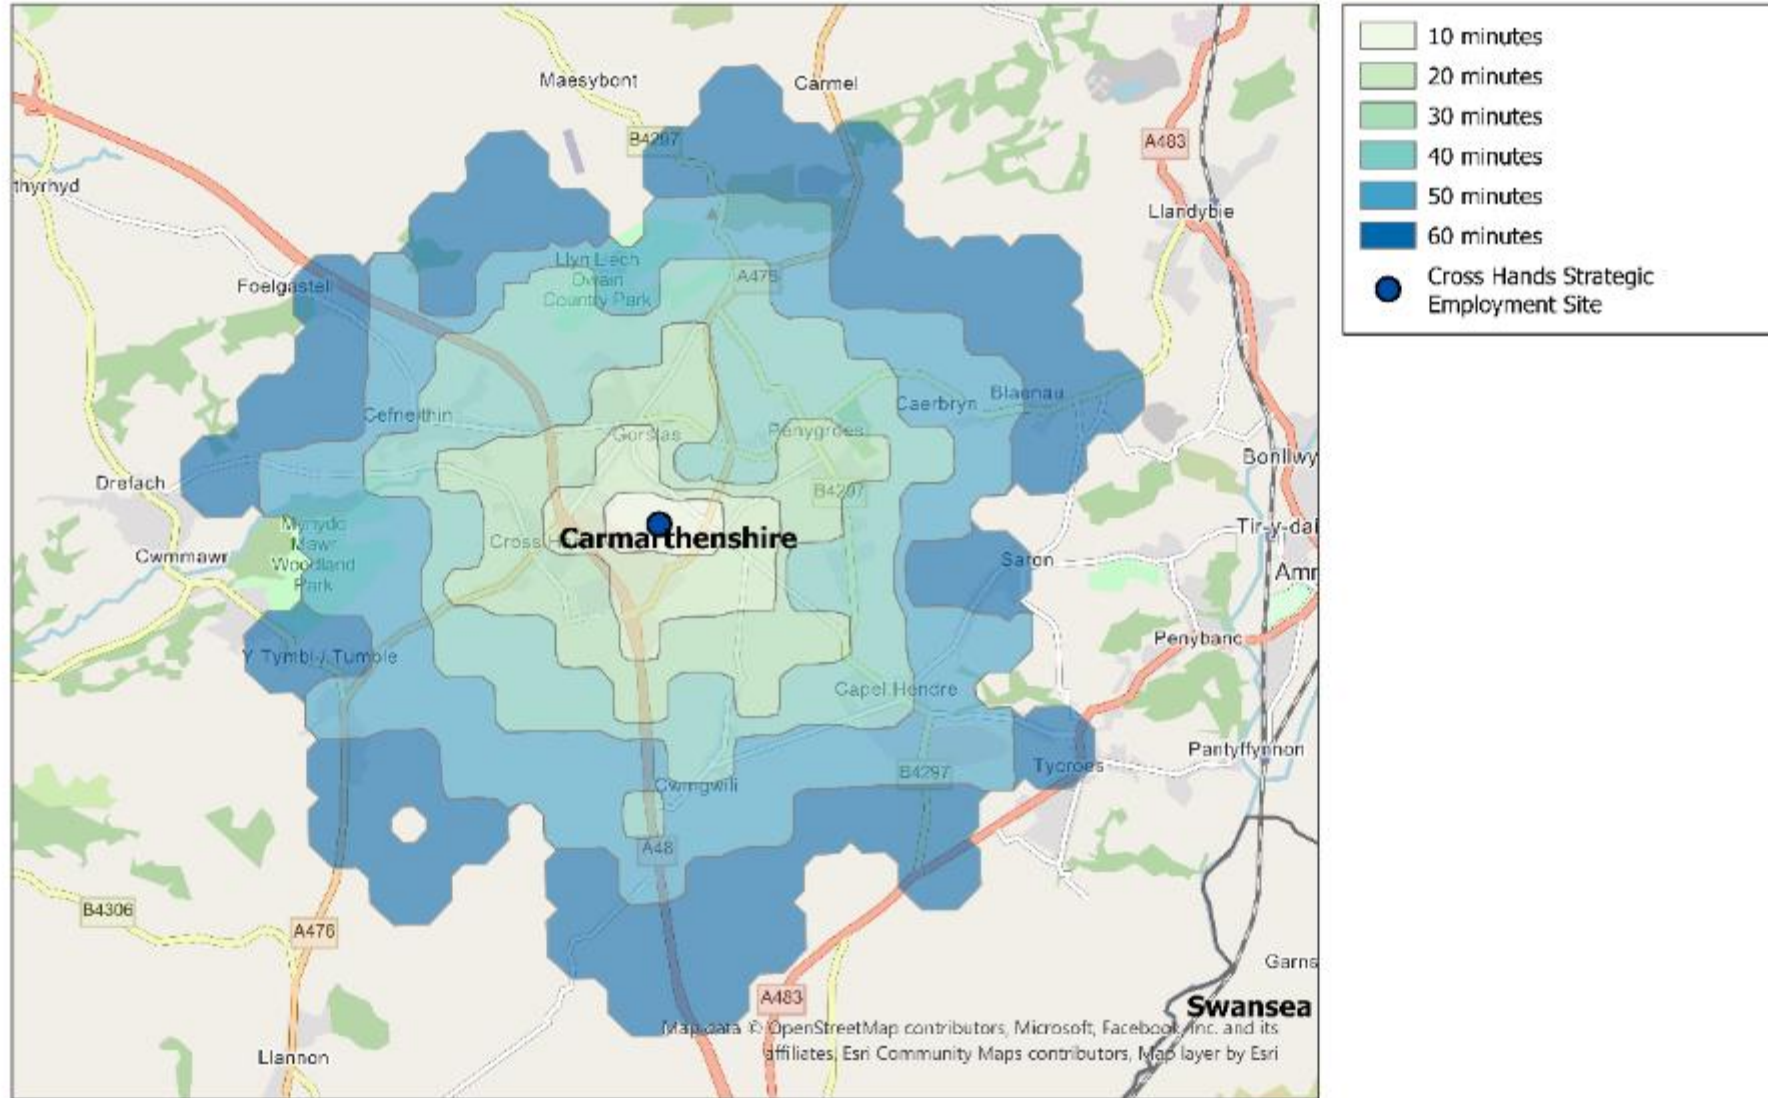 Maesybont
Carmel
B4297
A483
thyrhyd
Llandybie
Llyn Llech
Owain
Country Park
A476
Foelgastell
Cefneithin
Caerbryn
Blaenau
Gorslas
Penygroes
Bonllwy
Drefach
B4297
Mynydd
Mawr
Woodland
Park
Cwmmawr
Cross H
Carmarthenshire
Tir-y-dai
Saron
Amr
Penybanc
Y Tymbl / Tumble
Capel Hendre
Pantyffynnon
Tycroes
B4297
Cwmgwili
A48
B4306
A476
Garns
A483
Swansea
Map data © OpenStreetMap contributors, Microsoft, Facebook, Inc. and its
affiliates, Esri Community Maps contributors, Map layer by Esri
Llannon
10 minutes
20 minutes
30 minutes
40 minutes
50 minutes
60 minutes
Cross Hands Strategic
Employment Site